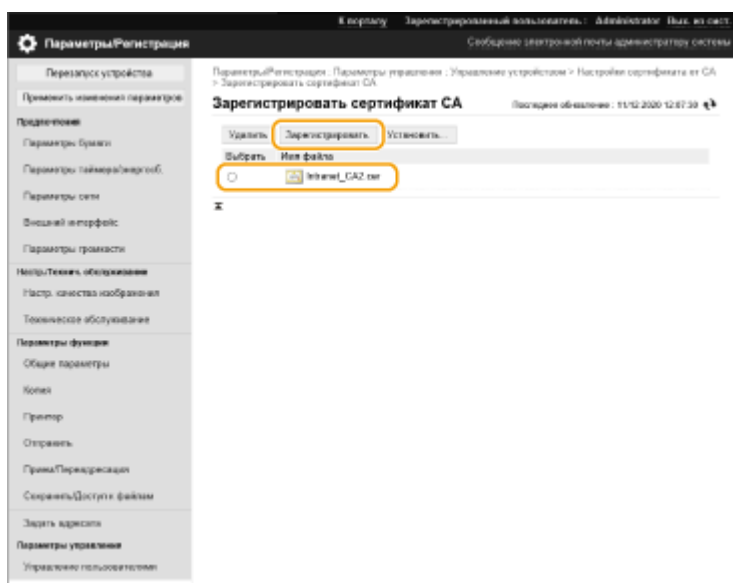 К порталу Зарегистрированный пользователь : Administrator Вых. из сист.
Параметры/Регистрация
Сообщение электронной почты администратору системы
Перезапуск устройства
Применить изменения параметров
Предпочтения
Параметры бумаги
Параметры таймера/энергосб.
Параметры сети
Внешний интерфейс
Параметры громкости
Настр./Технич. обслуживание
Настр. качества изображения
Техническое обслуживание
Параметры функции
Общие параметры
Копия
Принтер
Отправить
Прием/Переадресация
Сохранить/Доступ к файлам
Задать адресата
Параметры управления
Управление пользователями
Параметры/Регистрация : Параметры управления : Управление устройством > Настройки сертификата от CA
> Зарегистрировать сертификат CA
Зарегистрировать сертификат CA
Последнее обновление : 11/12 2020 12:07:30
Удалить Зарегистрировать Установить...
Выбрать Имя файла
Intranet_CA2.cer